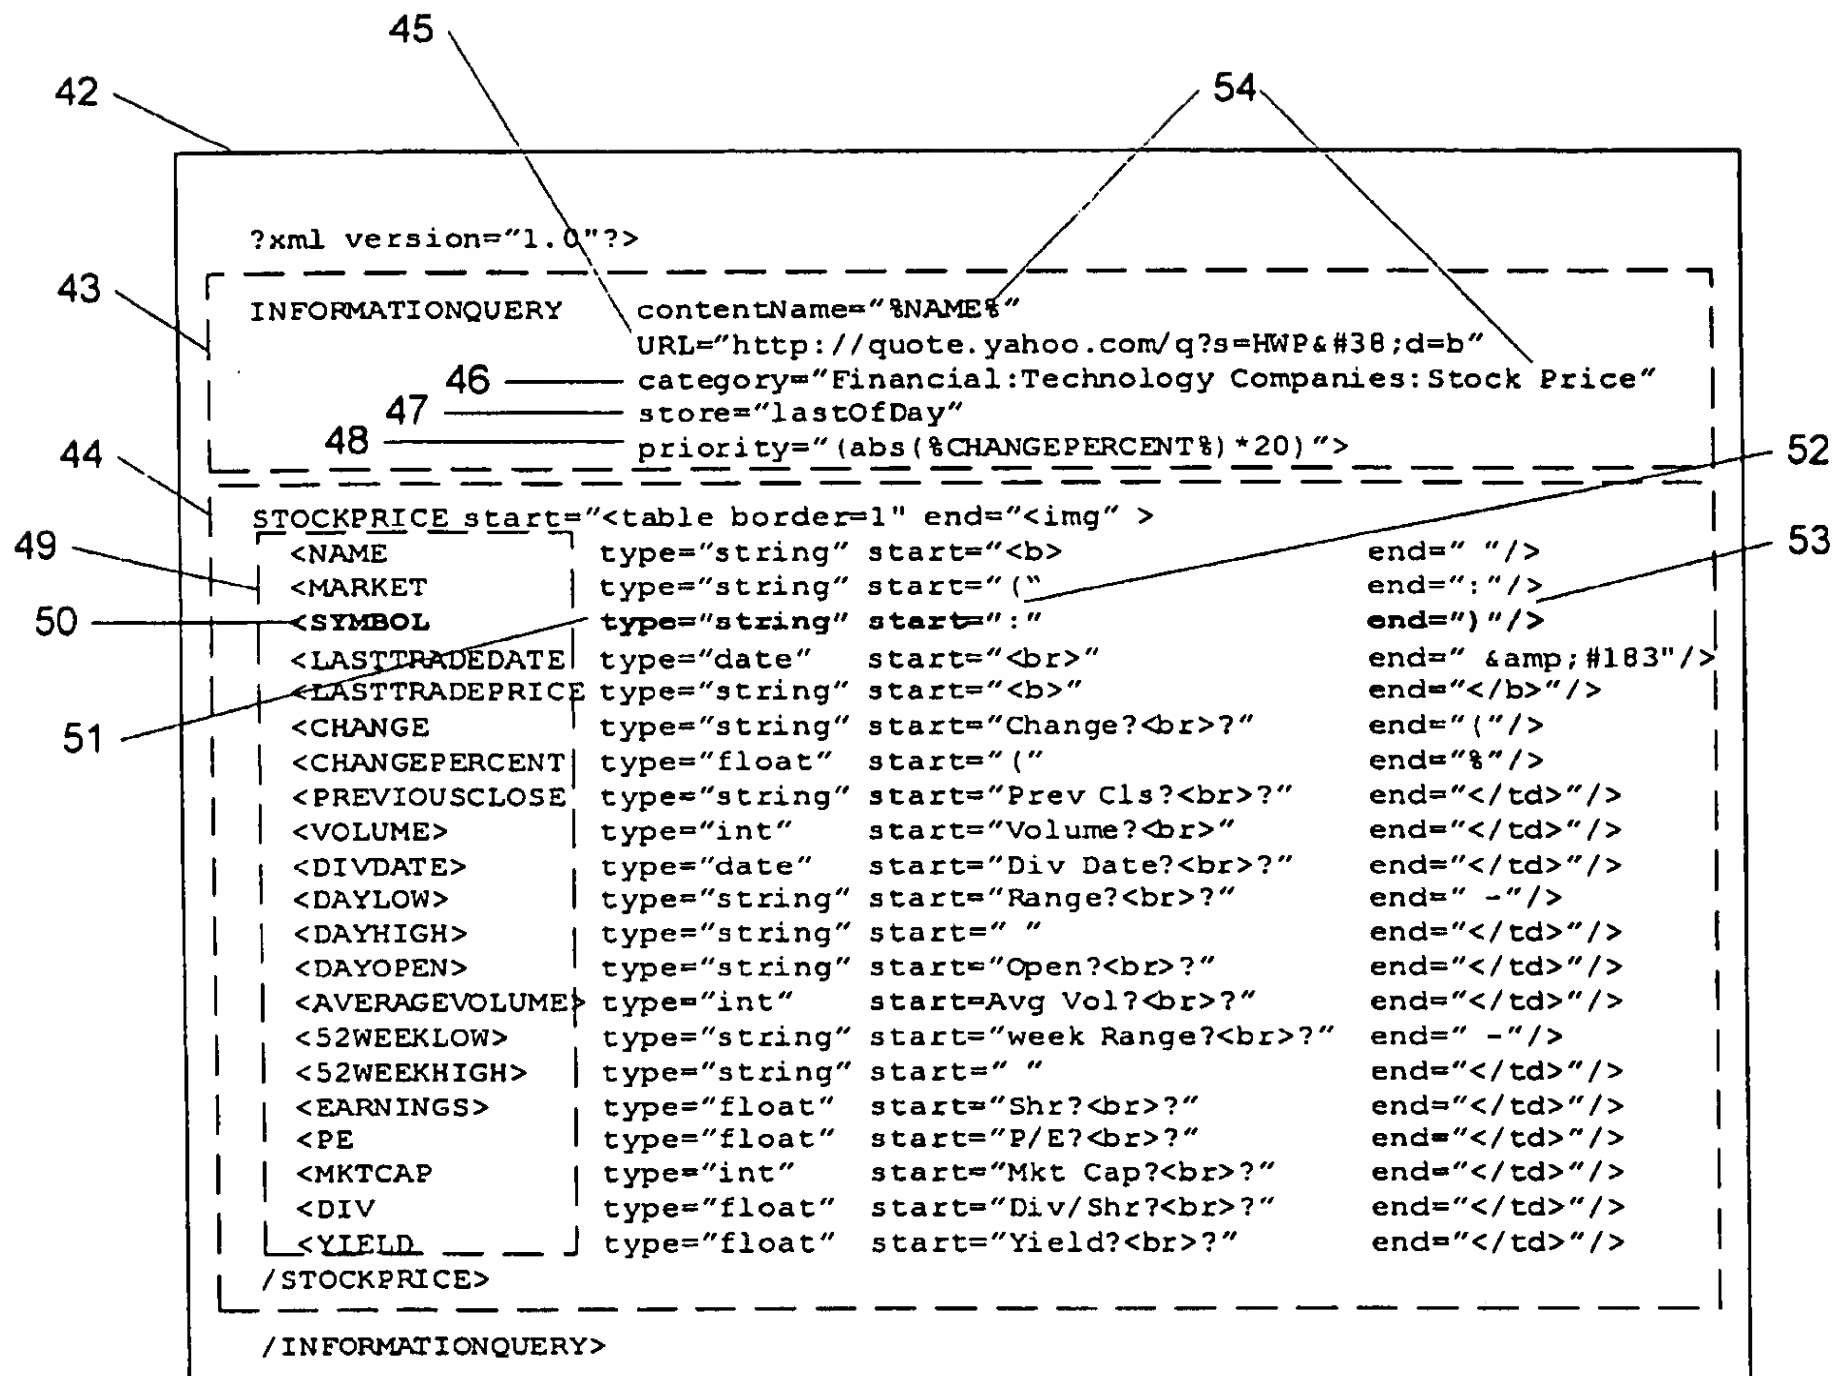 45
42
54
?xml version="1.0"?>
43
INFORMATIONQUERY contentName="%NAME%"
URL="http://quote.yahoo.com/q?s=HWP&#38;d=b"
46 category="Financial:Technology Companies:Stock Price"
47 store="lastOfDay"
48 priority="(abs(%CHANGEPERCENT%)*20)">
44
52
STOCKPRICE start="<table border=1" end="<img" >
49 <NAME type="string" start="<b> end=" "/> 53
<MARKET type="string" start="(" end=":"/>
50 <SYMBOL type="string" start=":" end=")"/>
<LASTTRADEDATE type="date" start="<br>" end=" &amp;#183"/>
<LASTTRADEPRICE type="string" start="<b>" end="</b>"/>
51 <CHANGE type="string" start="Change?<br>?" end="("/>
<CHANGEPERCENT type="float" start="(" end="%"/>
<PREVIOUSCLOSE type="string" start="Prev Cls?<br>?" end="</td>"/>
<VOLUME> type="int" start="Volume?<br>" end="</td>"/>
<DIVDATE> type="date" start="Div Date?<br>?" end="</td>"/>
<DAYLOW> type="string" start="Range?<br>?" end=" -"/>
<DAYHIGH> type="string" start=" " end="</td>"/>
<DAYOPEN> type="string" start="Open?<br>?" end="</td>"/>
<AVERAGEVOLUME> type="int" start=Avg Vol?<br>?" end="</td>"/>
<52WEEKLOW> type="string" start="week Range?<br>?" end=" -"/>
<52WEEKHIGH> type="string" start=" " end="</td>"/>
<EARNINGS> type="float" start="Shr?<br>?" end="</td>"/>
<PE type="float" start="P/E?<br>?" end="</td>"/>
<MKTCAP type="int" start="Mkt Cap?<br>?" end="</td>"/>
<DIV type="float" start="Div/Shr?<br>?" end="</td>"/>
<YIELD type="float" start="Yield?<br>?" end="</td>"/>
/STOCKPRICE>
/INFORMATIONQUERY>